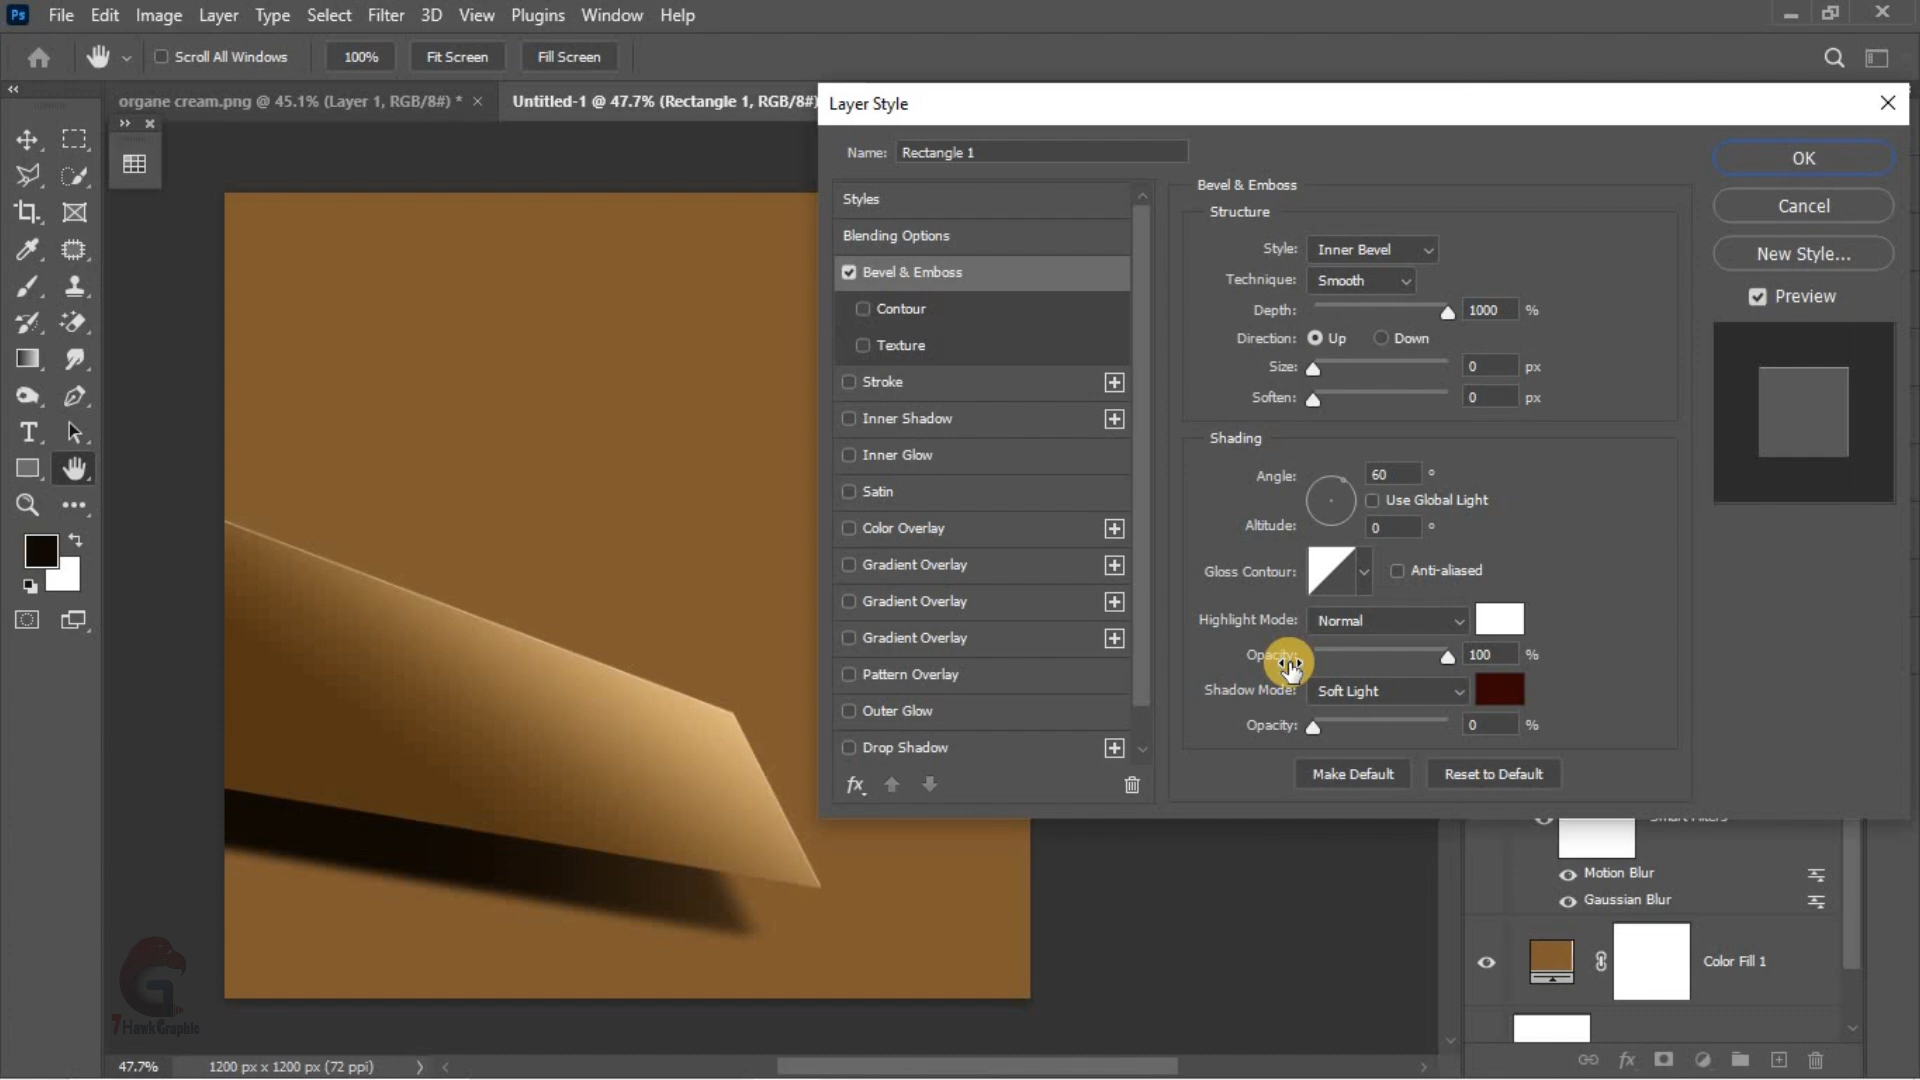 Ps File Edit Image Layer Type Select Filter 3D View Plugins Window Help
Scroll All Windows 100% Fit Screen Fill Screen
organe cream.png @ 45.1% (Layer 1, RGB/8#) * Untitled-1 @ 47.7% (Rectangle 1, RGB/8#)
Layer Style
Name: Rectangle 1
Styles
Blending Options
Bevel & Emboss
Contour
Texture
Stroke
Inner Shadow
Inner Glow
Satin
Color Overlay
Gradient Overlay
Gradient Overlay
Gradient Overlay
Pattern Overlay
Outer Glow
Drop Shadow
fx
Bevel & Emboss
Structure
Style: Inner Bevel
Technique: Smooth
Depth: 1000 %
Direction: Up Down
Size: 0 px
Soften: 0 px
Shading
Angle: 60 °
Use Global Light
Altitude: 0 °
Gloss Contour: Anti-aliased
Highlight Mode: Normal
Opacity: 100 %
Shadow Mode: Soft Light
Opacity: 0 %
Make Default Reset to Default
OK
Cancel
New Style...
Preview
Smart Filters
Motion Blur
Gaussian Blur
Color Fill 1
fx
7HawkGraphic
47.7% 1200 px x 1200 px (72 ppi)